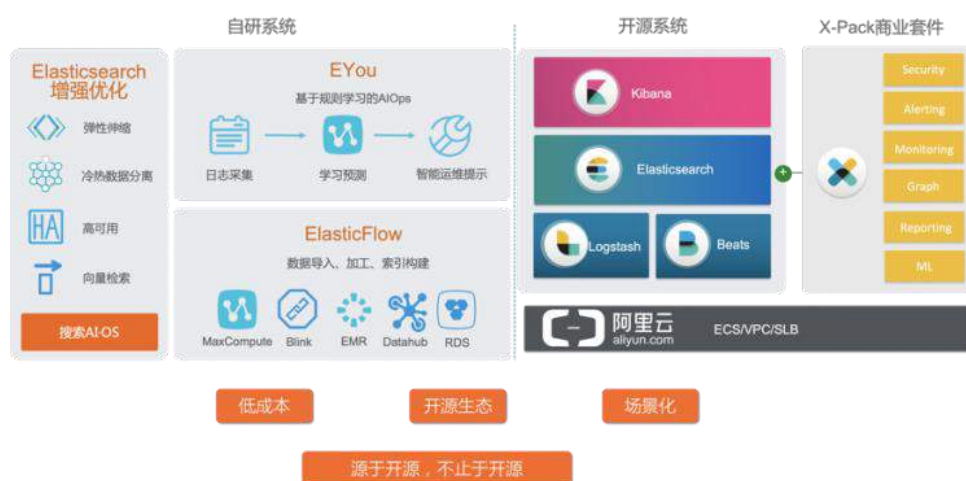 自研系统
开源系统
X-Pack商业套件
Elasticsearch
增强优化
弹性伸缩
冷热数据分离
HA
高可用
向量检索
搜索AI-OS
EYou
基于规则学习的AIOps
日志采集
学习预测
智能运维提示
ElasticFlow
数据导入、加工、索引构建
MaxCompute
Blink
EMR
Datahub
RDS
Kibana
Elasticsearch
Logstash
Beats
Security
Alerting
Monitoring
Graph
Reporting
ML
阿里云
aliyun.com
ECS/VPC/SLB
低成本
开源生态
场景化
源于开源，不止于开源